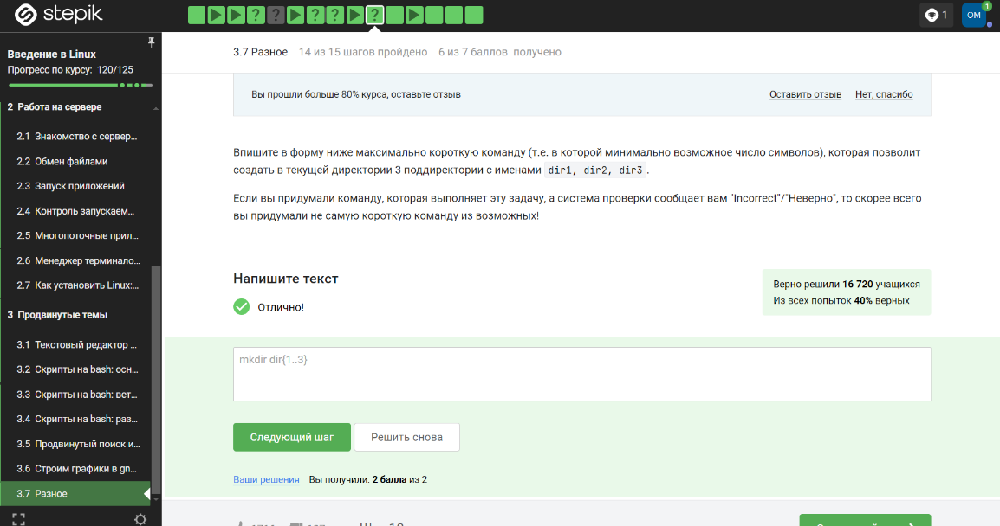 stepik
?
?
?
?
?
1
OM
1
Введение в Linux
Прогресс по курсу: 120/125
2 Работа на сервере
2.1 Знакомство с сервер...
2.2 Обмен файлами
2.3 Запуск приложений
2.4 Контроль запускаем...
2.5 Многопоточные прил...
2.6 Менеджер терминало...
2.7 Как установить Linux:...
3 Продвинутые темы
3.1 Текстовый редактор ...
3.2 Скрипты на bash: осн...
3.3 Скрипты на bash: вет...
3.4 Скрипты на bash: раз...
3.5 Продвинутый поиск и...
3.6 Строим графики в gn...
3.7 Разное
3.7 Разное 14 из 15 шагов пройдено 6 из 7 баллов получено
Вы прошли больше 80% курса, оставьте отзыв Оставить отзыв Нет, спасибо
Впишите в форму ниже максимально короткую команду (т.е. в которой минимально возможное число символов), которая позволит
создать в текущей директории 3 поддиректории с именами dir1, dir2, dir3.
Если вы придумали команду, которая выполняет эту задачу, а система проверки сообщает вам "Incorrect"/"Неверно", то скорее всего
вы придумали не самую короткую команду из возможных!
Напишите текст
Отлично!
Верно решили 16 720 учащихся
Из всех попыток 40% верных
mkdir dir{1..3}
Следующий шаг Решить снова
Ваши решения Вы получили: 2 балла из 2